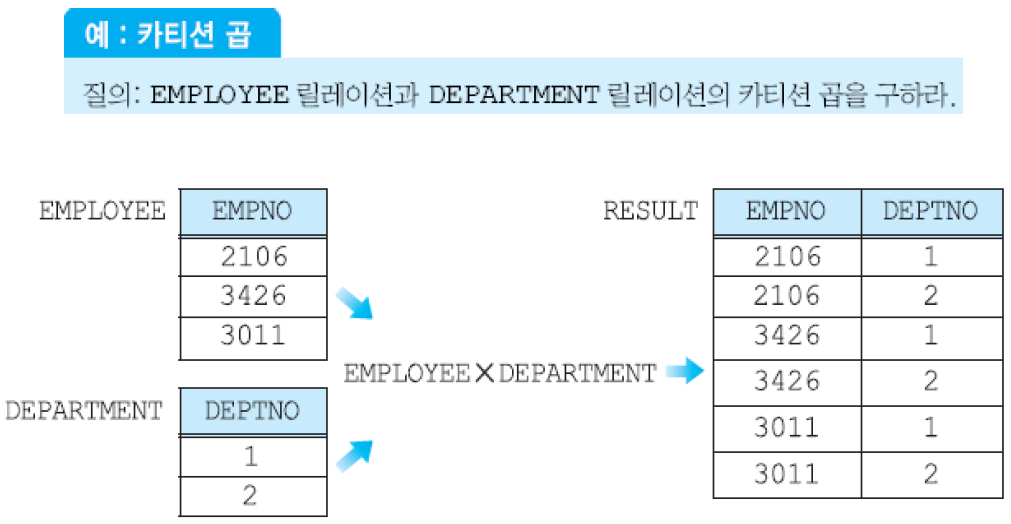 예 : 카티션 곱
질의: EMPLOYEE 릴레이션과 DEPARTMENT 릴레이션의 카티션 곱을 구하라.
EMPLOYEE
EMPNO
2106
3426
3011
DEPARTMENT
DEPTNO
1
2
EMPLOYEE X DEPARTMENT
RESULT
EMPNO DEPTNO
2106 1
2106 2
3426 1
3426 2
3011 1
3011 2